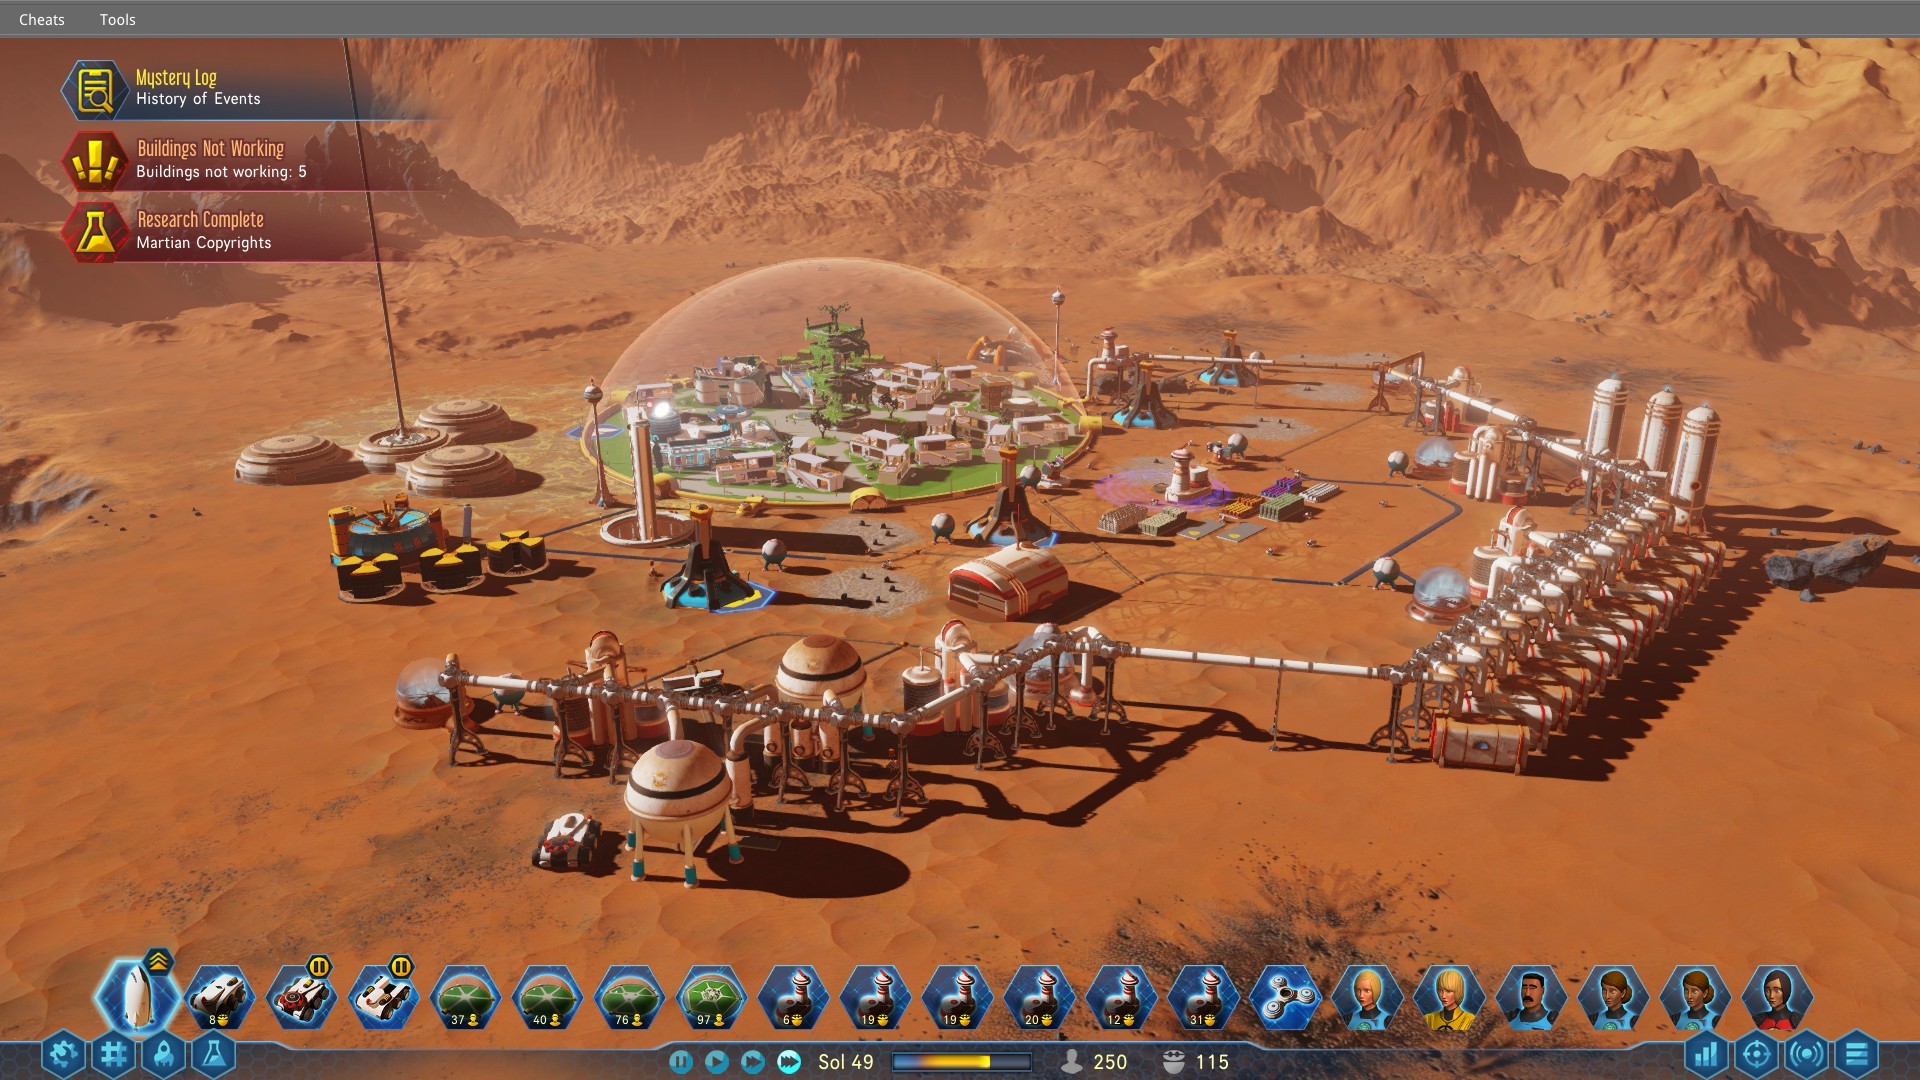 Cheats Tools
Mystery Log
History of Events
Buildings Not Working
Buildings not working: 5
Research Complete
Martian Copyrights
8 37 40 76 97 6 19 19 20 12 31
Sol 49 250 115